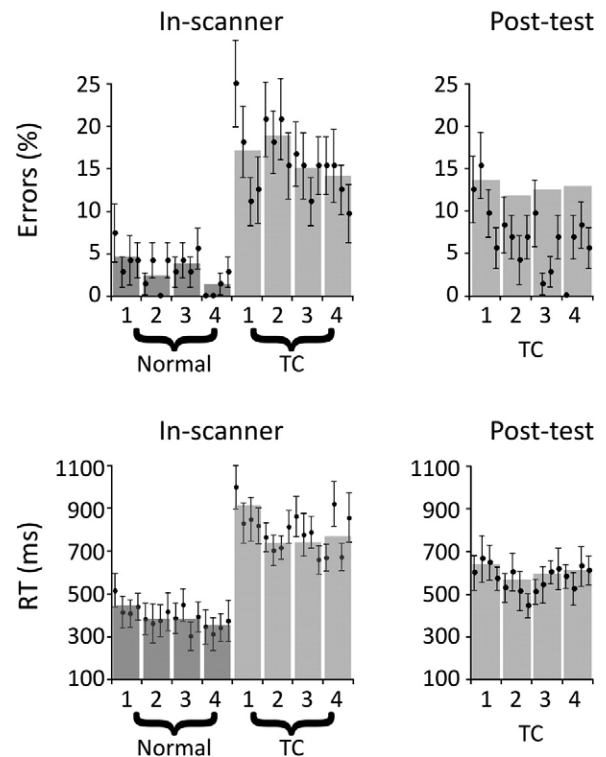 In-scanner Post-test
Errors (%)
25 25
20 20
15 15
10 10
5 5
0 0
1 2 3 4 1 2 3 4 1 2 3 4
Normal TC TC
In-scanner Post-test
RT (ms)
1100 1100
900 900
700 700
500 500
300 300
100 100
1 2 3 4 1 2 3 4 1 2 3 4
Normal TC TC